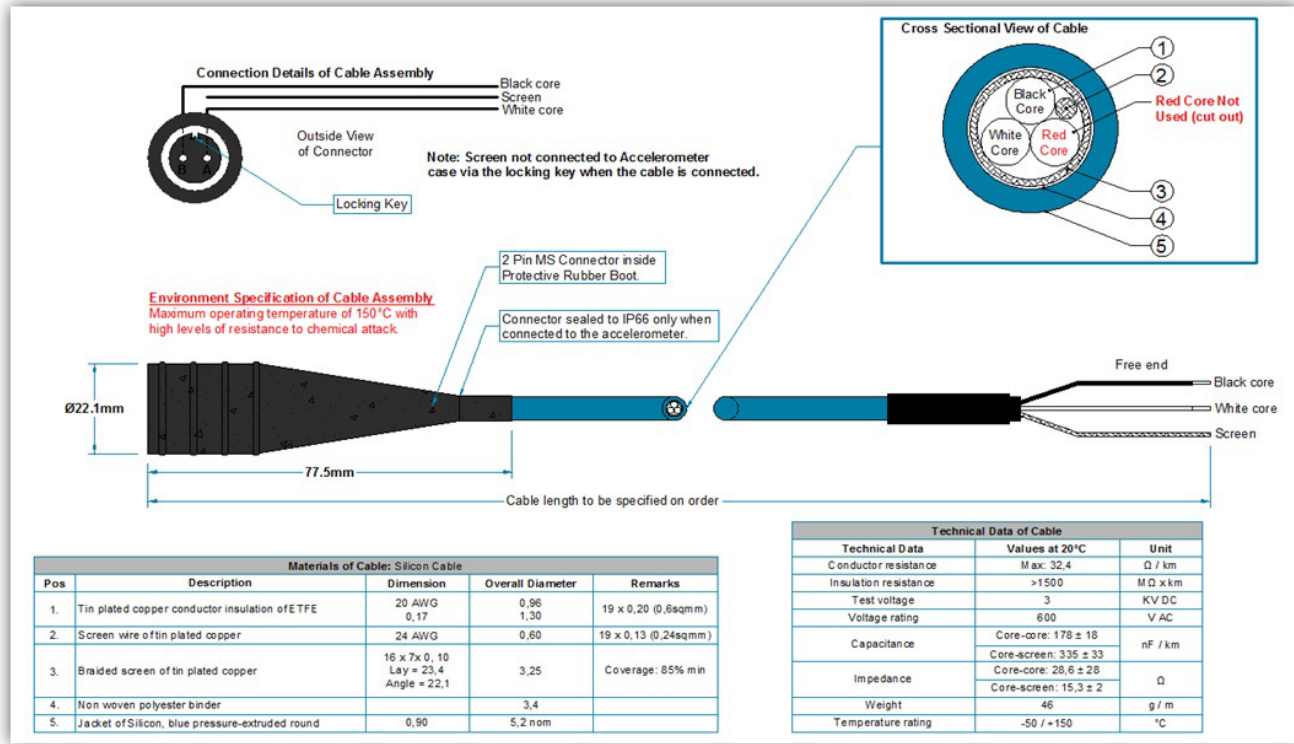 Connection Details of Cable Assembly
Black core
Screen
White core
Outside View
of Connector
B A
Locking Key
Note: Screen not connected to Accelerometer
case via the locking key when the cable is connected.
Cross Sectional View of Cable
1
2
Black
Core
White
Core
Red
Core
Red Core Not
Used (cut out)
3
4
5
2 Pin MS Connector inside
Protective Rubber Boot.
Environment Specification of Cable Assembly
Maximum operating temperature of 150°C with
high levels of resistance to chemical attack.
Connector sealed to IP66 only when
connected to the accelerometer.
Free end
Black core
White core
Screen
Ø22.1mm
77.5mm
Cable length to be specified on order
Materials of Cable: Silicon Cable
Pos Description Dimension Overall Diameter Remarks
1. Tin plated copper conductor insulation of ETFE 20 AWG 0,96 19 x 0,20 (0,6sqmm)
0,17 1,30
2. Screen wire of tin plated copper 24 AWG 0,60 19 x 0,13 (0,24sqmm)
3. Braided screen of tin plated copper 16 x 7x 0, 10 3,25 Coverage: 85% min
Lay = 23,4
Angle = 22,1
4. Non woven polyester binder 3,4
5. Jacket of Silicon, blue pressure-extruded round 0,90 5,2 nom
Technical Data of Cable
Technical Data Values at 20°C Unit
Conductor resistance Max: 32,4 Ω / km
Insulation resistance >1500 MΩ x km
Test voltage 3 KV DC
Voltage rating 600 V AC
Capacitance Core-core: 178 ± 18 nF / km
Core-screen: 335 ± 33
Impedance Core-core: 28,6 ± 28 Ω
Core-screen: 15,3 ± 2
Weight 46 g / m
Temperature rating -50 / +150 °C